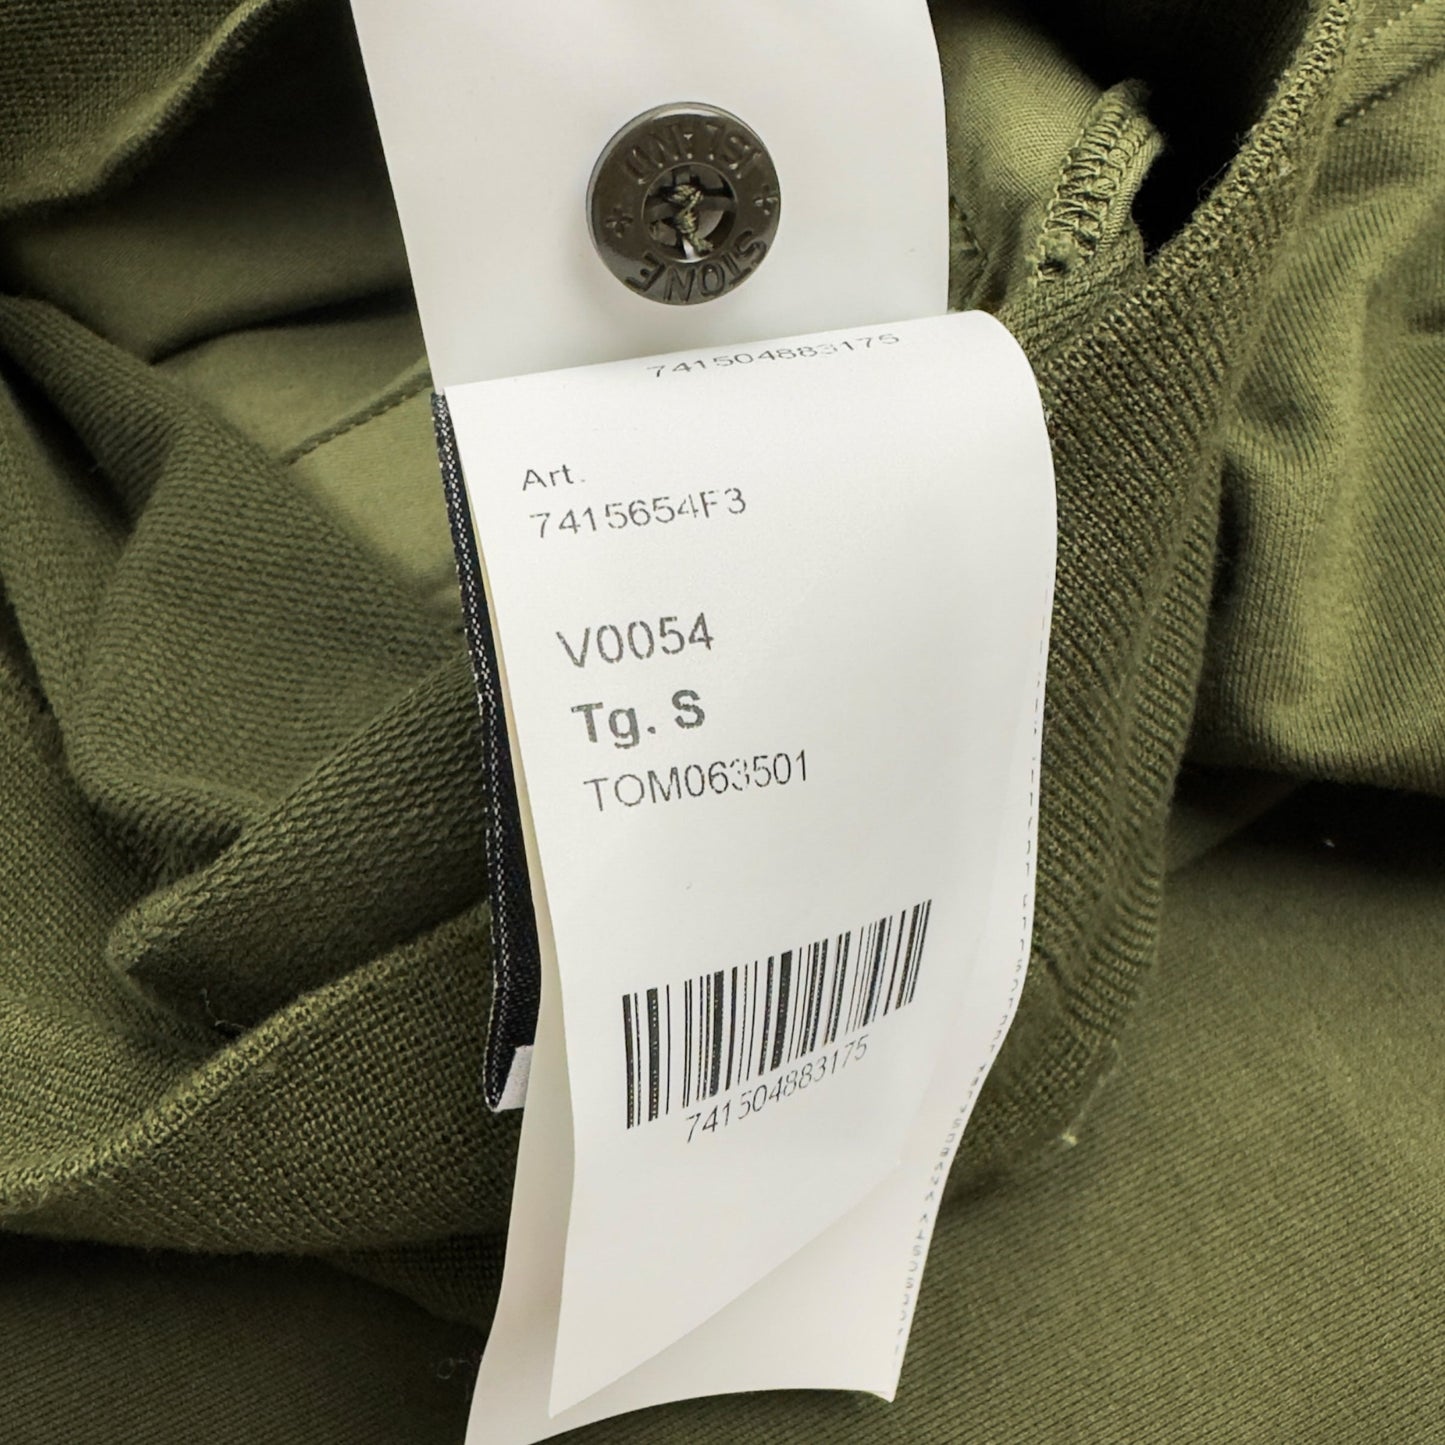 STONE ISLAND
741504883175
Art.
7415654F3
V0054
Tg. S
TOM063501
741504883175